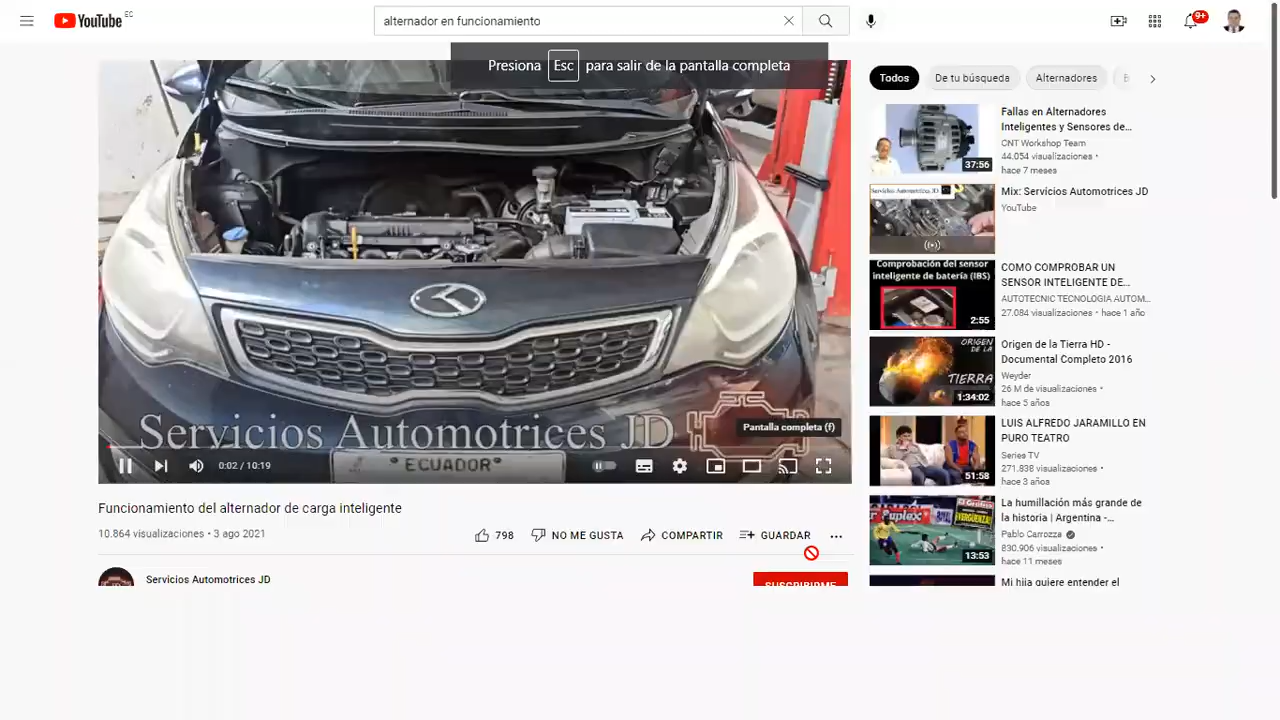 YouTube
EC
alternador en funcionamiento
9+
Presiona Esc para salir de la pantalla completa
Servicios Automotrices JD
ECUADOR
Pantalla completa (f)
0:02 / 10:19
Funcionamiento del alternador de carga inteligente
10.864 visualizaciones • 3 ago 2021
798
NO ME GUSTA
COMPARTIR
GUARDAR
...
Servicios Automotrices JD
SUSCRIBIRME
Todos
De tu búsqueda
Alternadores
37:56
Fallas en Alternadores
Inteligentes y Sensores de...
CNT Workshop Team
44.054 visualizaciones •
hace 7 meses
Servicios Automotrices JD
Mix: Servicios Automotrices JD
YouTube
Comprobación del sensor
inteligente de batería (IBS)
2:55
COMO COMPROBAR UN
SENSOR INTELIGENTE DE...
AUTOTECNIC TECNOLOGIA AUTOM...
27.084 visualizaciones • hace 1 año
ORIGEN
DE LA
TIERRA
1:34:02
Origen de la Tierra HD -
Documental Completo 2016
Weyder
26 M de visualizaciones •
hace 5 años
51:58
LUIS ALFREDO JARAMILLO EN
PURO TEATRO
Series TV
271.838 visualizaciones •
hace 3 años
13:53
La humillación más grande de
la historia | Argentina -...
Pablo Carrozza
830.906 visualizaciones •
hace 11 meses
Mi hija quiere entender el